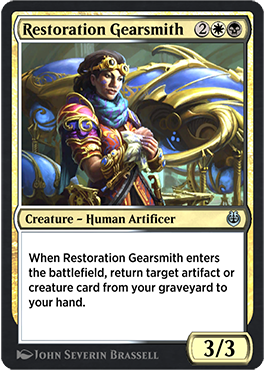 Restoration Gearsmith 2
Creature – Human Artificer
When Restoration Gearsmith enters
the battlefield, return target artifact or
creature card from your graveyard to
your hand.
3/3
John Severin Brassell